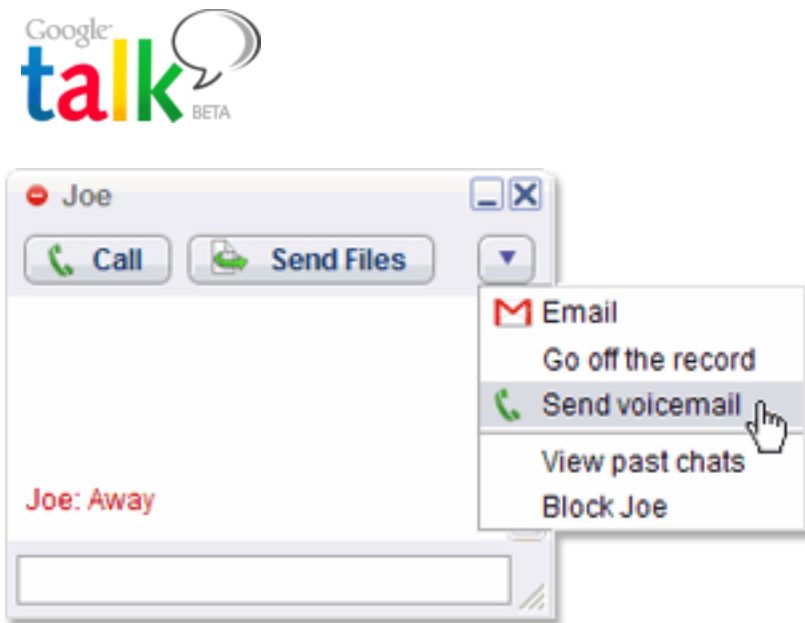 Google
talk
BETA
Joe
Call Send Files
Email
Go off the record
Send voicemail
View past chats
Joe: Away
Block Joe